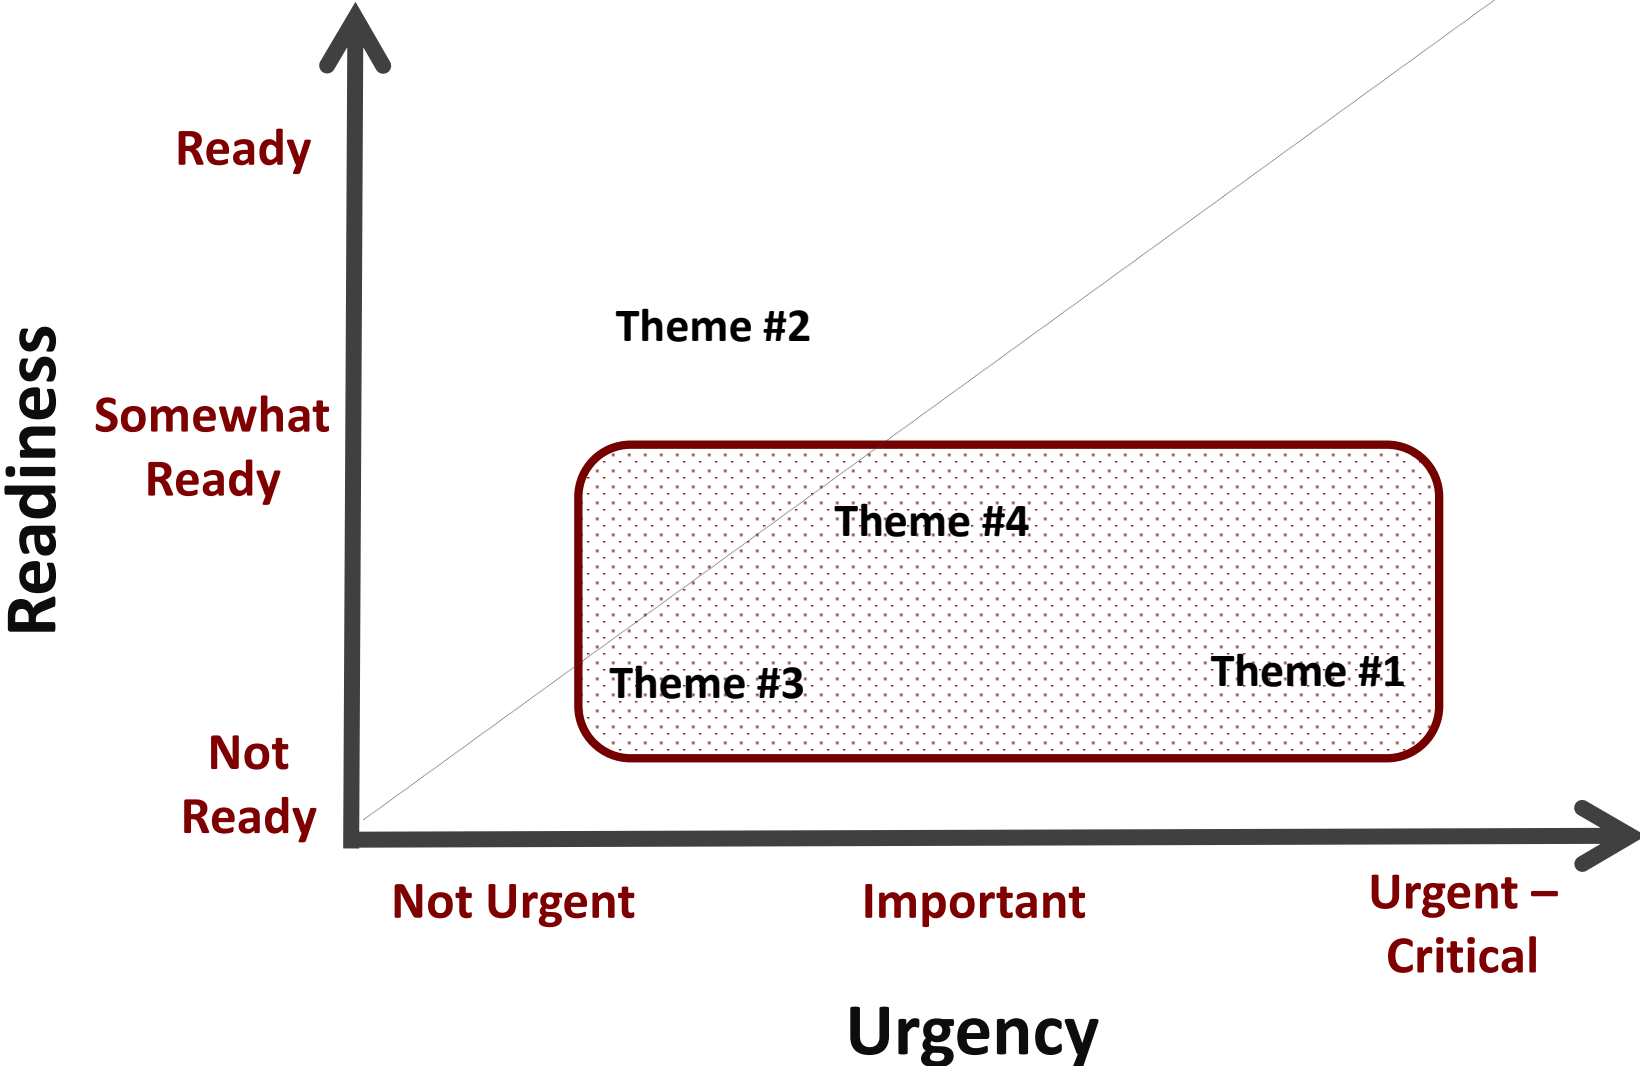 Ready
Theme #2
Readiness
Somewhat
Ready
Theme #4
Theme #3
Theme #1
Not
Ready
Not Urgent
Important
Urgent –
Critical
Urgency